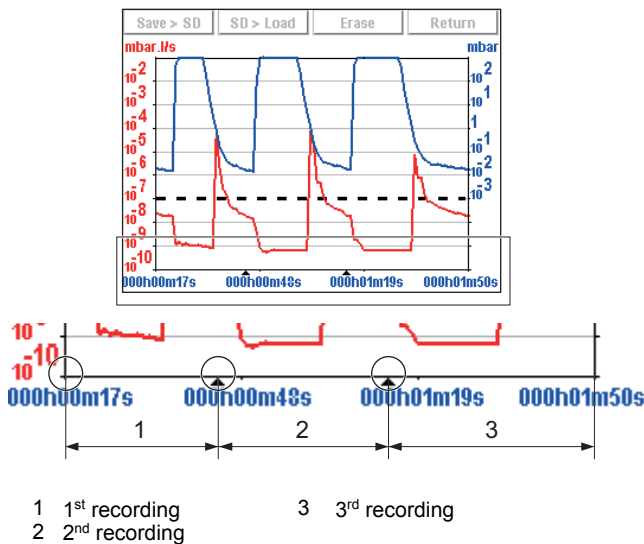 Save > SD SD > Load Erase Return
mbar.l/s mbar
10-2 102
10-3 101
10-4 1
10-5 10-1
10-6 10-2
10-7 10-3
10-8
10-9
10-10
000h00m17s 000h00m48s 000h01m19s 000h01m50s
10
10-10
000h00m17s 000h00m48s 000h01m19s 000h01m50s
1 2 3
1 1st recording 3 3rd recording
2 2nd recording